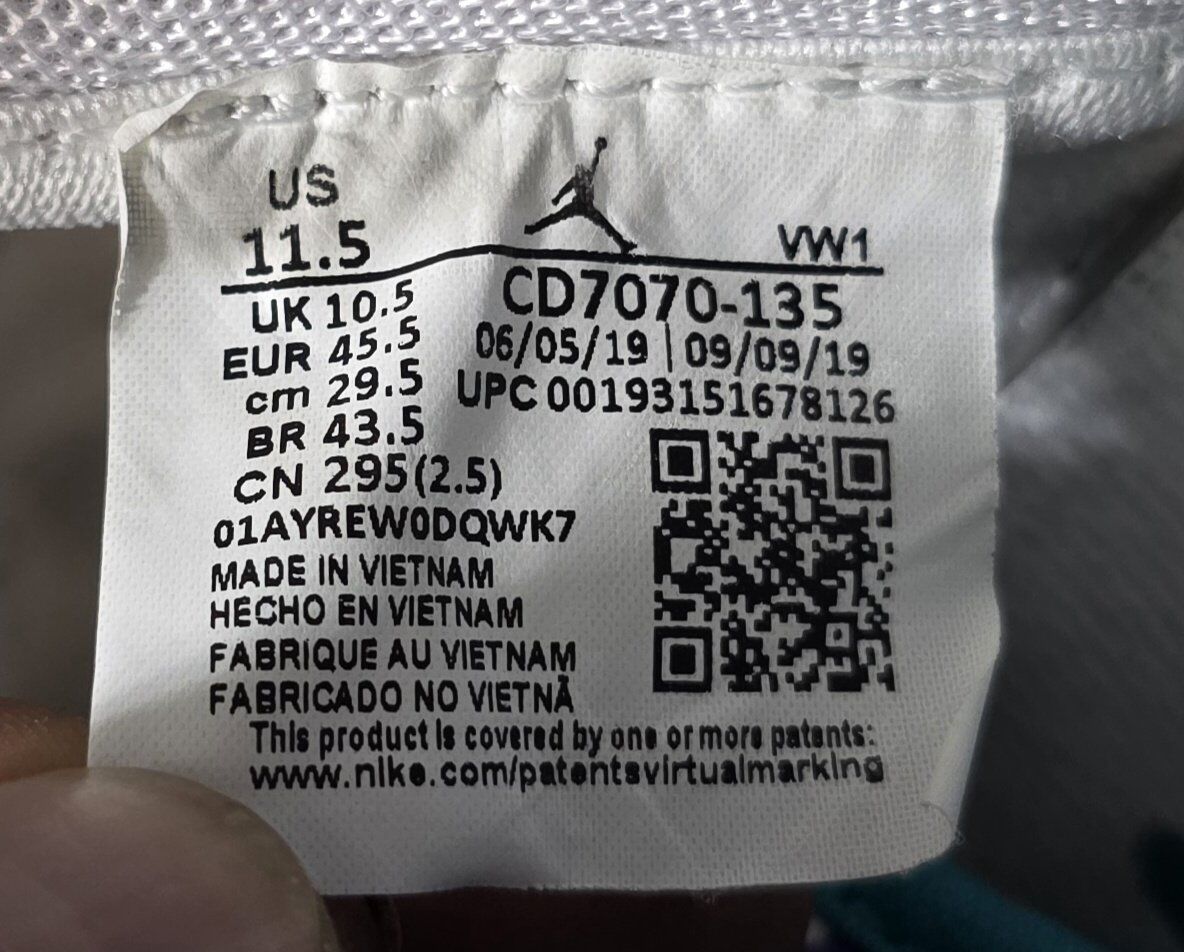 US
11.5
VW1
UK 10.5
EUR 45.5
cm 29.5
BR 43.5
CN 295(2.5)
CD7070-135
06/05/19 | 09/09/19
UPC 00193151678126
01AYREW0DQWK7
MADE IN VIETNAM
HECHO EN VIETNAM
FABRIQUE AU VIETNAM
FABRICADO NO VIETNÃ
This product is covered by one or more patents:
www.nike.com/patentsvirtualmarking